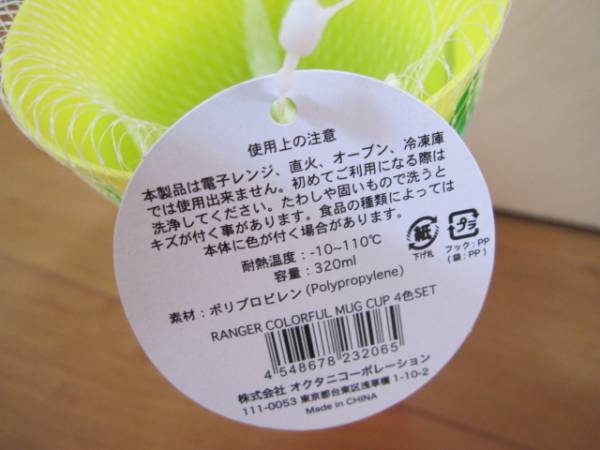 使用上の注意
本製品は電子レンジ、直火、オーブン、冷凍庫
では使用出来ません。初めてご利用になる際は
洗浄してください。たわしや固いもので洗うと
キズが付く事があります。食品の種類によっては
本体に色が付く場合があります。
耐熱温度：-10~110℃
容量：320ml
素材：ポリプロピレン(Polypropylene)
紙
下げ札
プラ
フック：PP
(袋：PP)
RANGER COLORFUL MUG CUP 4色SET
4 548678 232065
株式会社 オクタニコーポレーション
111-0053 東京都台東区浅草橋 1-10-2
Made in CHINA